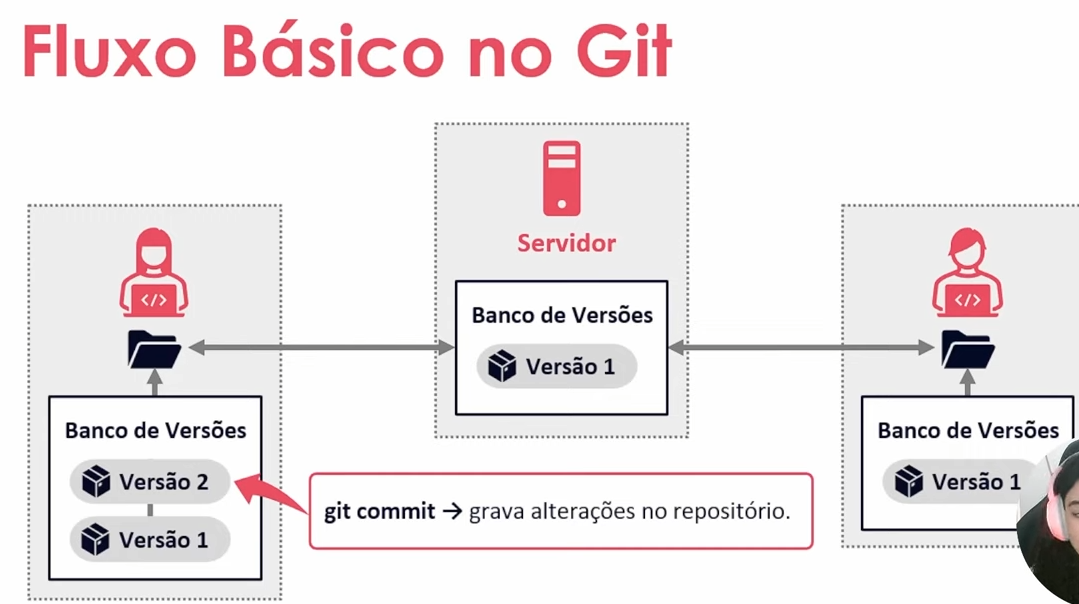 Fluxo Básico no Git
Servidor
Banco de Versões
Versão 1
</>
Banco de Versões
Versão 2
Versão 1
git commit → grava alterações no repositório.
</>
Banco de Versões
Versão 1